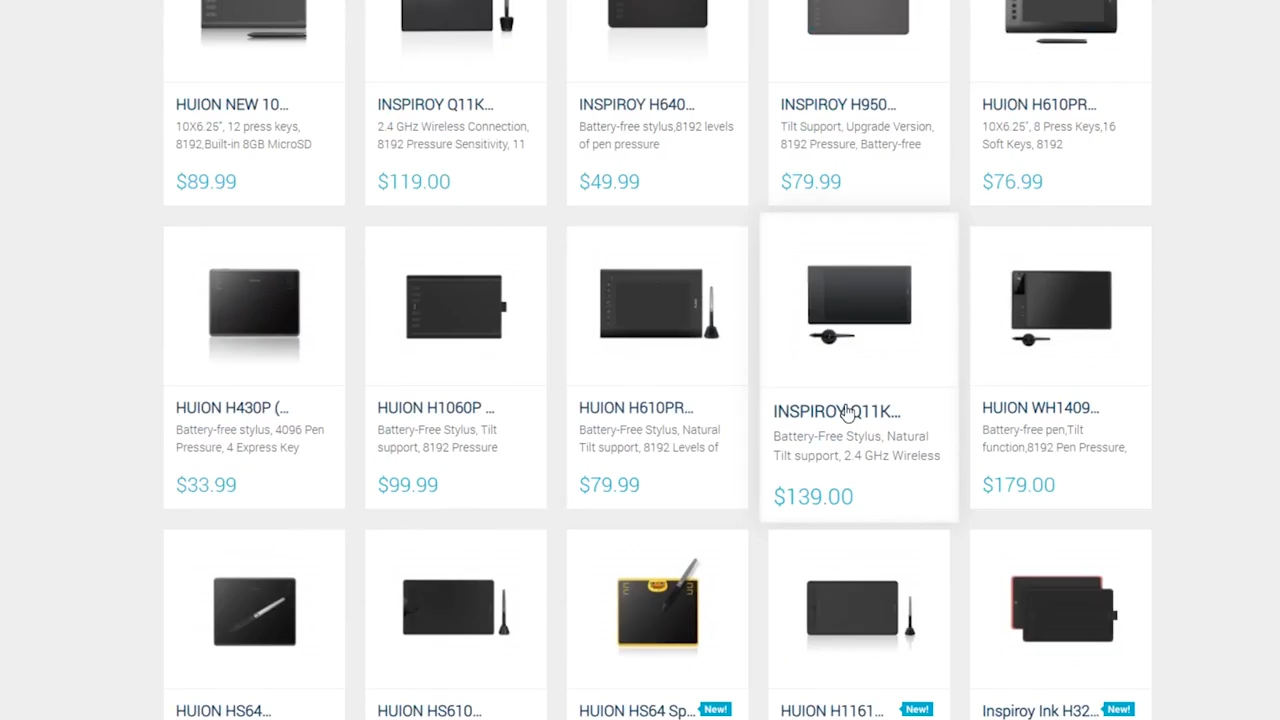 HUION NEW 10...
10X6.25", 12 press keys,
8192,Built-in 8GB MicroSD
$89.99
INSPIROY Q11K...
2.4 GHz Wireless Connection,
8192 Pressure Sensitivity, 11
$119.00
INSPIROY H640...
Battery-free stylus,8192 levels
of pen pressure
$49.99
INSPIROY H950...
Tilt Support, Upgrade Version,
8192 Pressure, Battery-free
$79.99
HUION H610PR...
10X6.25", 8 Press Keys,16
Soft Keys, 8192
$76.99
HUION H430P (...
Battery-free stylus, 4096 Pen
Pressure, 4 Express Key
$33.99
HUION H1060P ...
Battery-Free Stylus, Tilt
support, 8192 Pressure
$99.99
HUION H610PR...
Battery-Free Stylus, Natural
Tilt support, 8192 Levels of
$79.99
INSPIROY Q11K...
Battery-Free Stylus, Natural
Tilt support, 2.4 GHz Wireless
$139.00
HUION WH1409...
Battery-free pen,Tilt
function,8192 Pen Pressure,
$179.00
HUION HS64...
HUION HS610...
HUION HS64 Sp... New!
HUION H1161... New!
Inspiroy Ink H32... New!